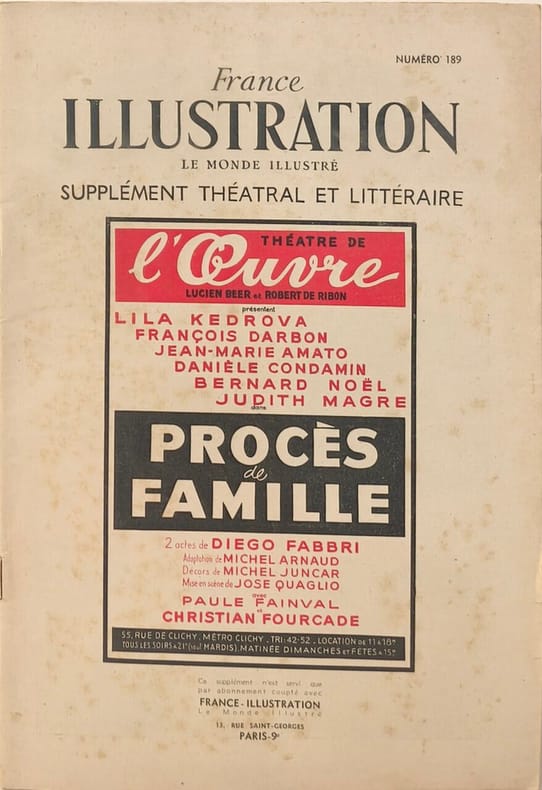 NUMÉRO 189
France
ILLUSTRATION
LE MONDE ILLUSTRÉ
SUPPLÉMENT THÉATRAL ET LITTÉRAIRE
THÉATRE DE
l'Œuvre
LUCIEN BEER et ROBERT DE RIBON
présentent
LILA KEDROVA
FRANÇOIS DARBON
JEAN-MARIE AMATO
DANIÈLE CONDAMIN
BERNARD NOËL
JUDITH MAGRE
dans
PROCÈS
de
FAMILLE
2 actes de DIEGO FABBRI
Adaptation de MICHEL ARNAUD
Décors de MICHEL JUNCAR
Mise en scène de JOSE QUAGLIO
avec
PAULE FAINVAL
et
CHRISTIAN FOURCADE
55, RUE DE CLICHY, MÉTRO CLICHY, TRI: 42-52, LOCATION DE 11 à 18H
TOUS LES SOIRS à 21H (sauf MARDIS), MATINÉE DIMANCHES et FÊTES à 15H
Ce supplément n'est servi que
par abonnement couplé avec
FRANCE-ILLUSTRATION
Le Monde Illustré
13, RUE SAINT-GEORGES
PARIS-9e